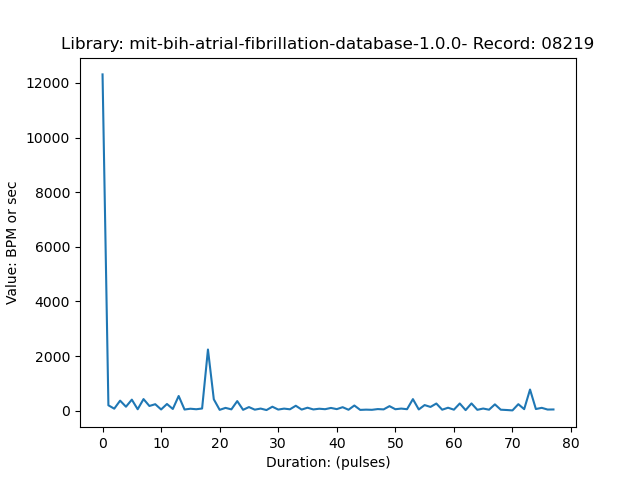 Library: mit-bih-atrial-fibrillation-database-1.0.0- Record: 08219
12000
10000
8000
6000
4000
2000
0
Value: BPM or sec
0 10 20 30 40 50 60 70 80
Duration: (pulses)